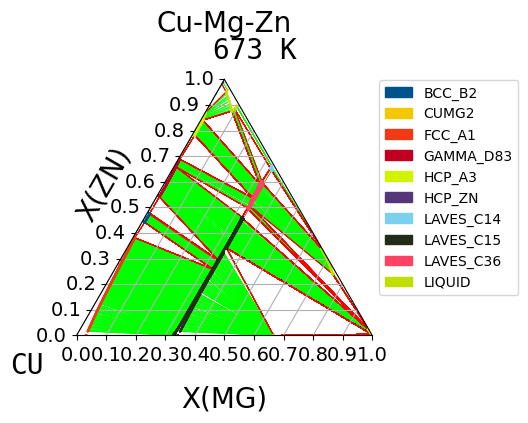 Cu-Mg-Zn
673 K
1.0
0.9
0.8
0.7
0.6
0.5
0.4
0.3
0.2
0.1
0.0
X(ZN)
CU
0.00.10.20.30.40.50.60.70.80.91.0
X(MG)
BCC_B2
CUMG2
FCC_A1
GAMMA_D83
HCP_A3
HCP_ZN
LAVES_C14
LAVES_C15
LAVES_C36
LIQUID